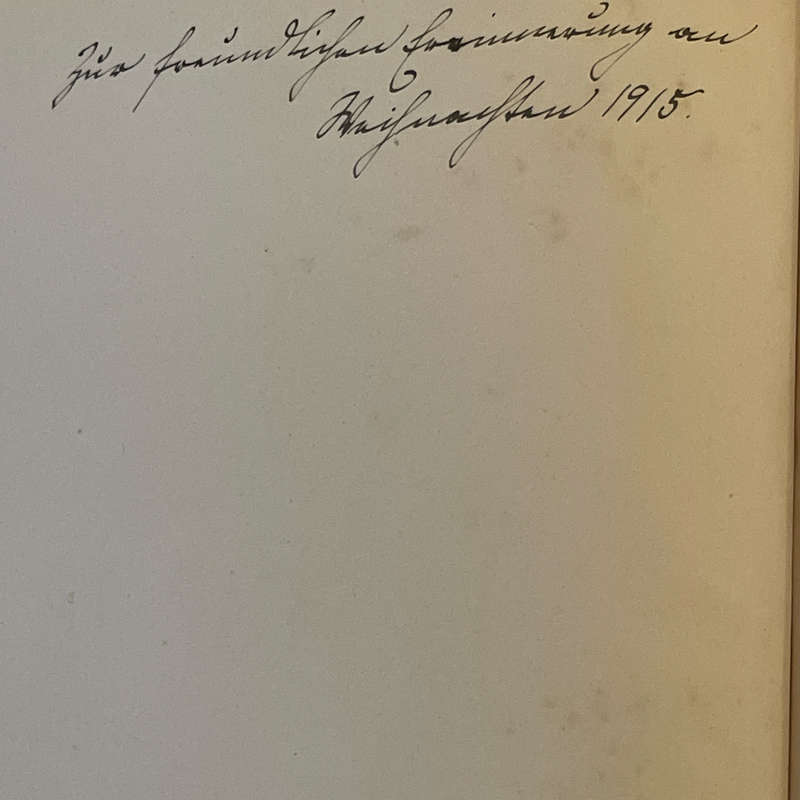 Zur freundlichen Erinnerung an
Weihnachten 1915.